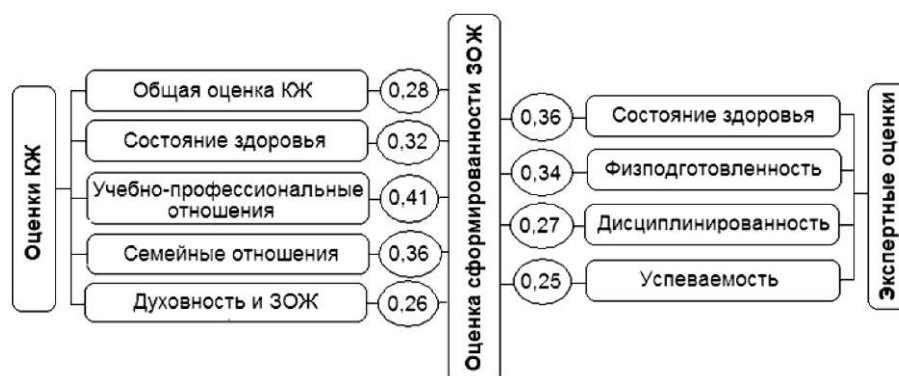 Оценки КЖ
Общая оценка КЖ
0,28
Состояние здоровья
0,32
Учебно-профессиональные
отношения
0,41
Семейные отношения
0,36
Духовность и ЗОЖ
0,26
Оценка сформированности ЗОЖ
0,36
Состояние здоровья
0,34
Физподготовленность
0,27
Дисциплинированность
0,25
Успеваемость
Экспертные оценки